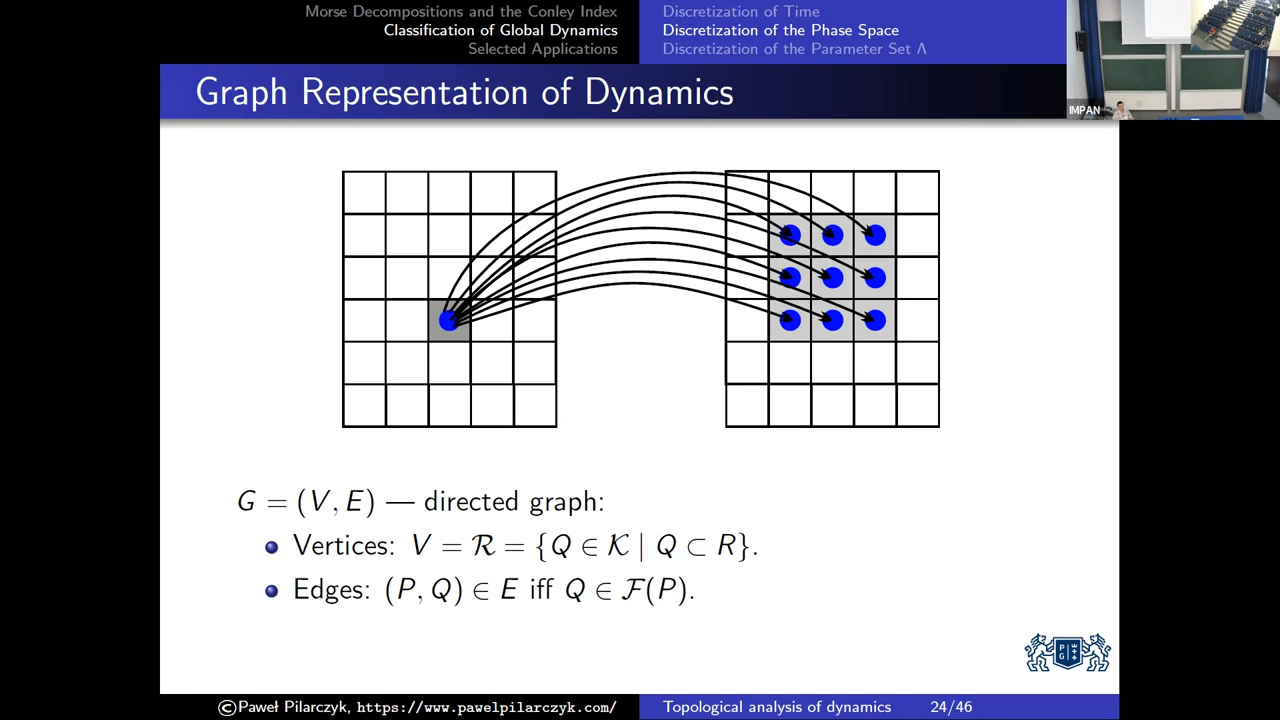 Morse Decompositions and the Conley Index
Classification of Global Dynamics
Selected Applications
Discretization of Time
Discretization of the Phase Space
Discretization of the Parameter Set Λ
IMPAN
Graph Representation of Dynamics
G = (V, E) — directed graph:
Vertices: V = ℛ = {Q ∈ 𝒦 | Q ⊂ R}.
Edges: (P, Q) ∈ E iff Q ∈ ℱ(P).
P G
©Paweł Pilarczyk, https://www.pawelpilarczyk.com/
Topological analysis of dynamics 24/46